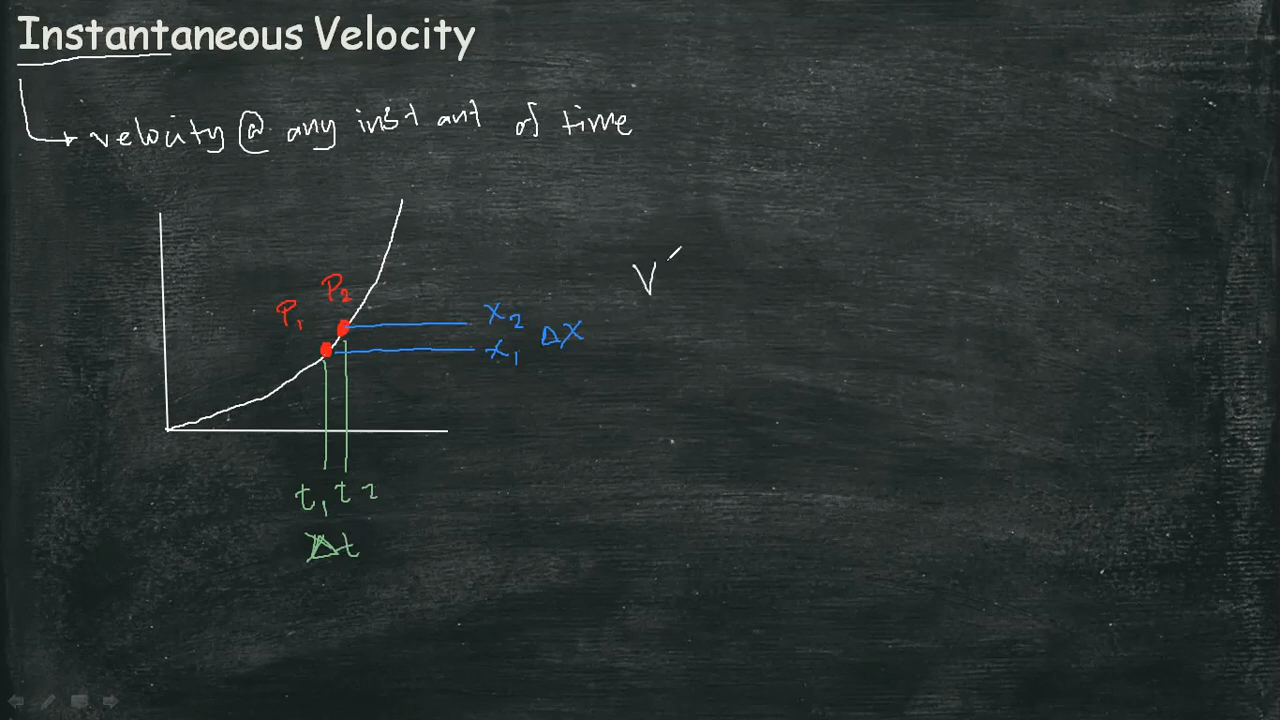 Instantaneous Velocity
velocity @ any instant of time
P₂
P₁
V
x₂
x₁
Δx
t₁ t₂
Δt